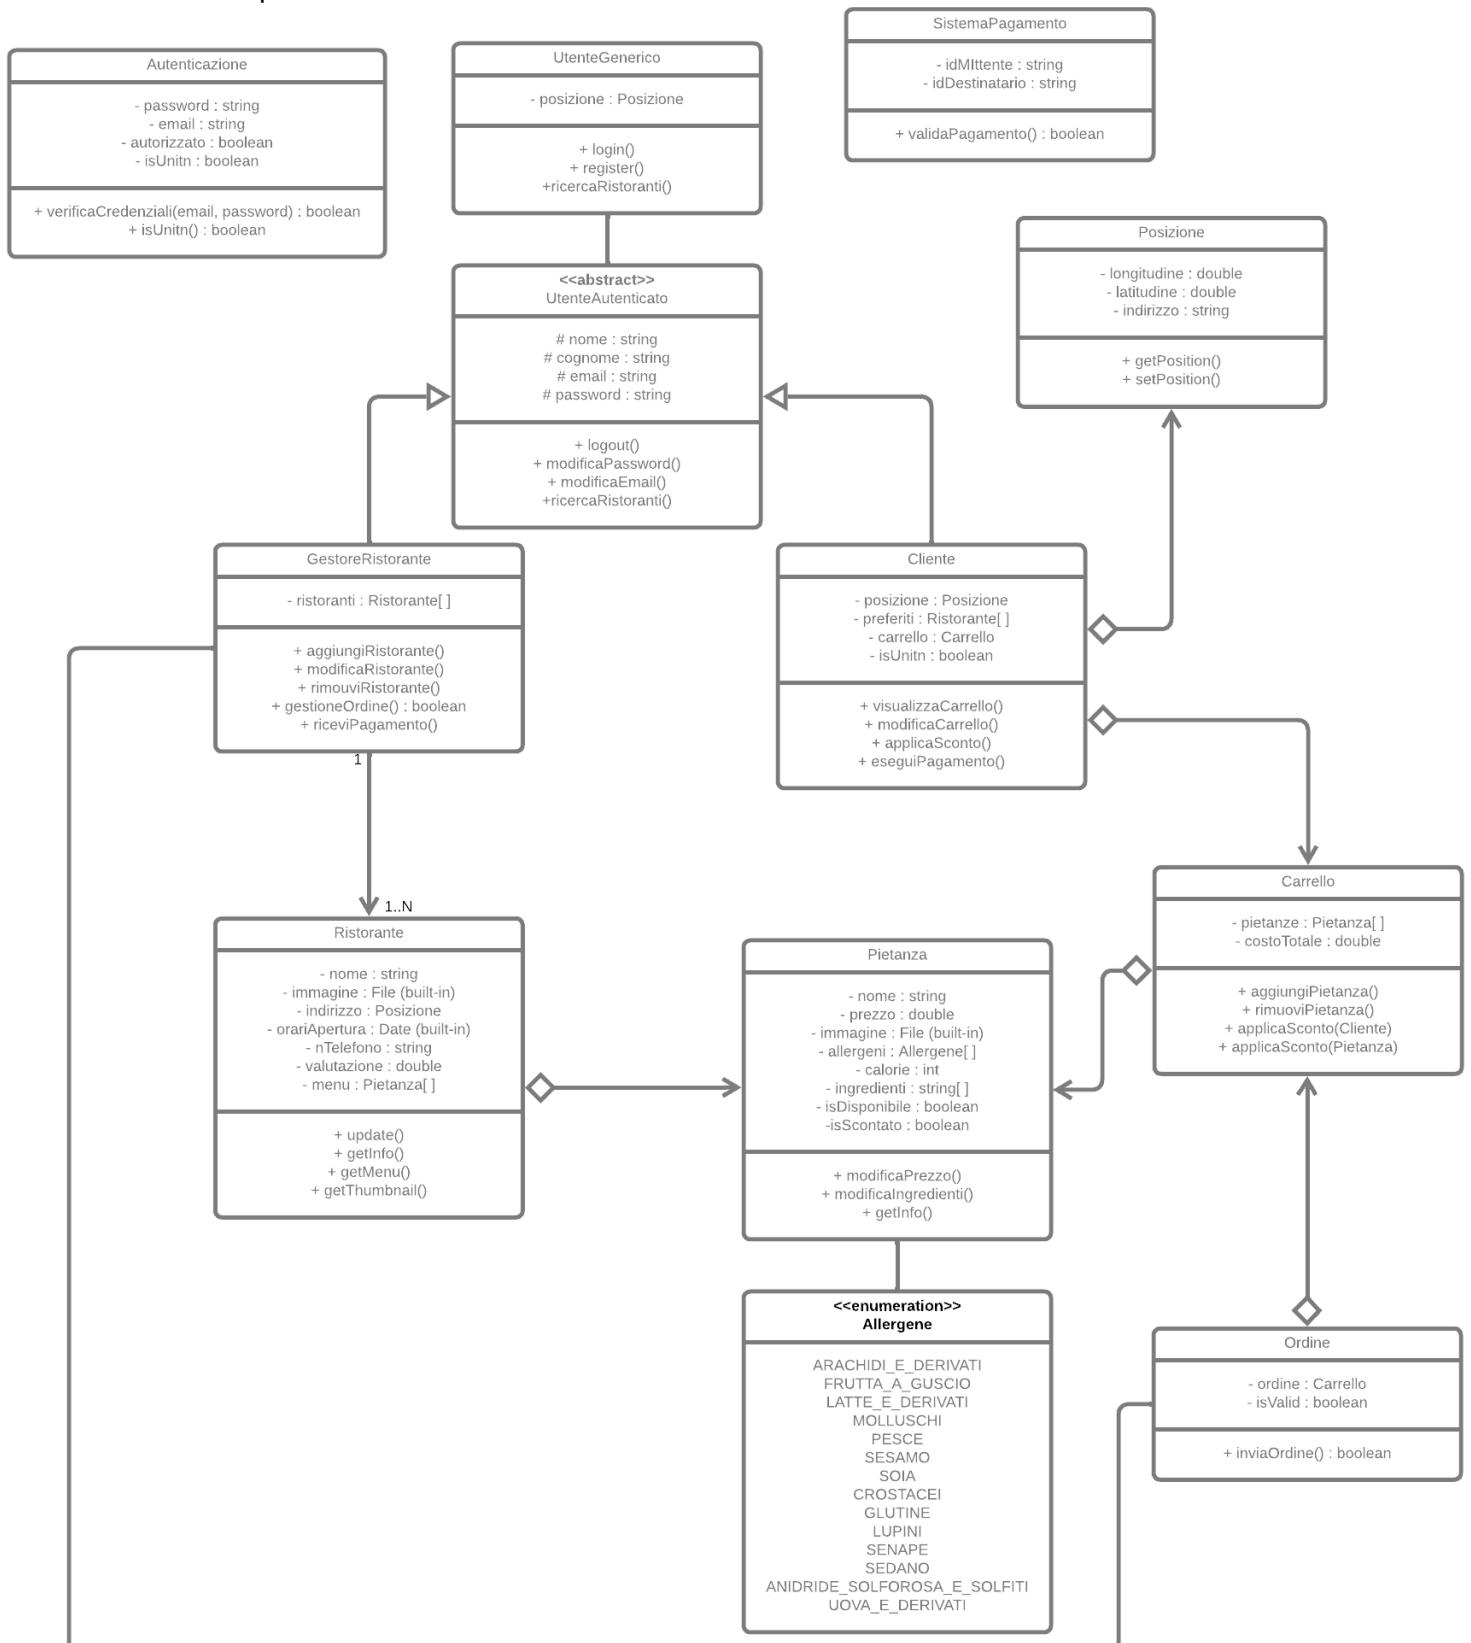 SistemaPagamento
- idMIttente : string
- idDestinatario : string
+ validaPagamento() : boolean
Autenticazione
- password : string
- email : string
- autorizzato : boolean
- isUnitn : boolean
+ verificaCredenziali(email, password) : boolean
+ isUnitn() : boolean
UtenteGenerico
- posizione : Posizione
+ login()
+ register()
+ricercaRistoranti()
Posizione
- longitudine : double
- latitudine : double
- indirizzo : string
+ getPosition()
+ setPosition()
<<abstract>>
UtenteAutenticato
# nome : string
# cognome : string
# email : string
# password : string
+ logout()
+ modificaPassword()
+ modificaEmail()
+ricercaRistoranti()
GestoreRistorante
- ristoranti : Ristorante[ ]
+ aggiungiRistorante()
+ modificaRistorante()
+ rimouviRistorante()
+ gestioneOrdine() : boolean
+ riceviPagamento()
1
1..N
Cliente
- posizione : Posizione
- preferiti : Ristorante[ ]
- carrello : Carrello
- isUnitn : boolean
+ visualizzaCarrello()
+ modificaCarrello()
+ applicaSconto()
+ eseguiPagamento()
Ristorante
- nome : string
- immagine : File (built-in)
- indirizzo : Posizione
- orariApertura : Date (built-in)
- nTelefono : string
- valutazione : double
- menu : Pietanza[ ]
+ update()
+ getInfo()
+ getMenu()
+ getThumbnail()
Pietanza
- nome : string
- prezzo : double
- immagine : File (built-in)
- allergeni : Allergene[ ]
- calorie : int
- ingredienti : string[ ]
- isDisponibile : boolean
-isScontato : boolean
+ modificaPrezzo()
+ modificaIngredienti()
+ getInfo()
Carrello
- pietanze : Pietanza[ ]
- costoTotale : double
+ aggiungiPietanza()
+ rimuoviPietanza()
+ applicaSconto(Cliente)
+ applicaSconto(Pietanza)
<<enumeration>>
Allergene
ARACHIDI_E_DERIVATI
FRUTTA_A_GUSCIO
LATTE_E_DERIVATI
MOLLUSCHI
PESCE
SESAMO
SOIA
CROSTACEI
GLUTINE
LUPINI
SENAPE
SEDANO
ANIDRIDE_SOLFOROSA_E_SOLFITI
UOVA_E_DERIVATI
Ordine
- ordine : Carrello
- isValid : boolean
+ inviaOrdine() : boolean